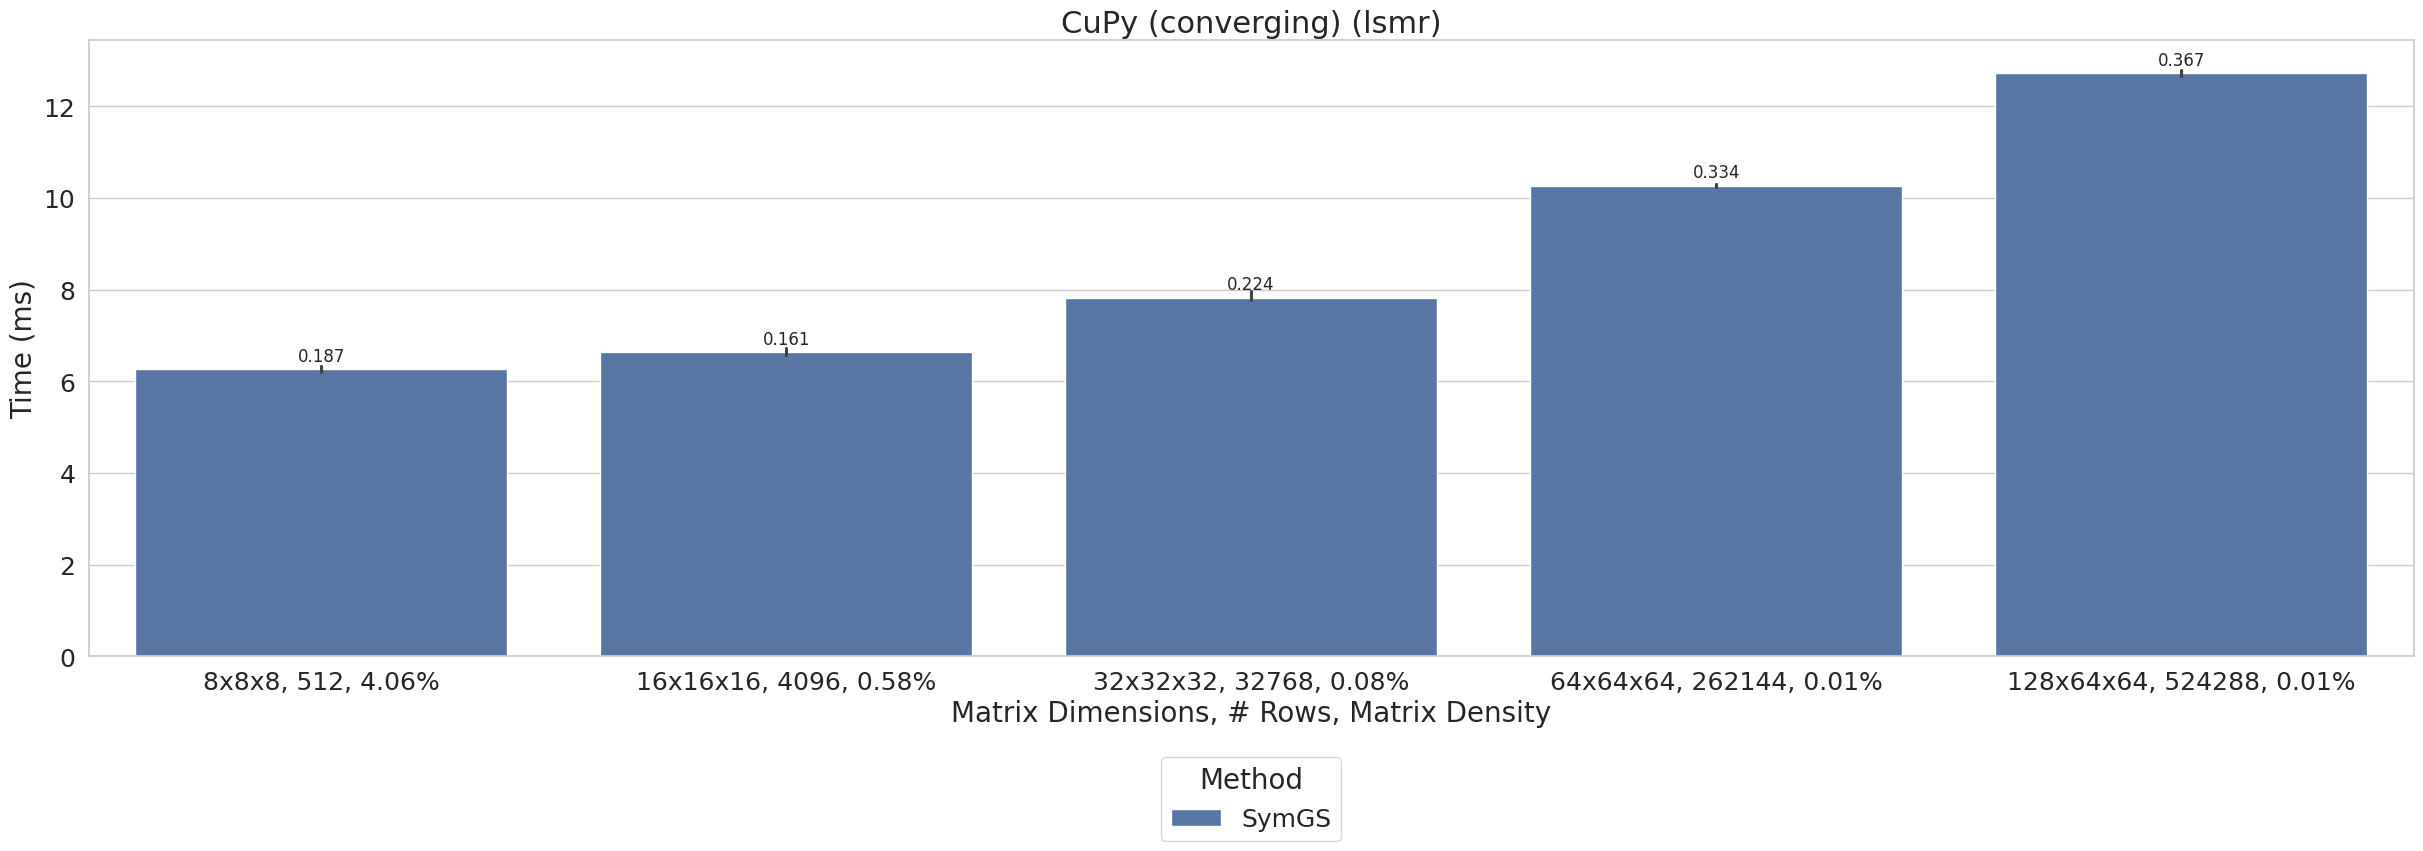 CuPy (converging) (lsmr)
Time (ms)
12
10
8
6
4
2
0
0.187
0.161
0.224
0.334
0.367
8x8x8, 512, 4.06%
16x16x16, 4096, 0.58%
32x32x32, 32768, 0.08%
64x64x64, 262144, 0.01%
128x64x64, 524288, 0.01%
Matrix Dimensions, # Rows, Matrix Density
Method
SymGS